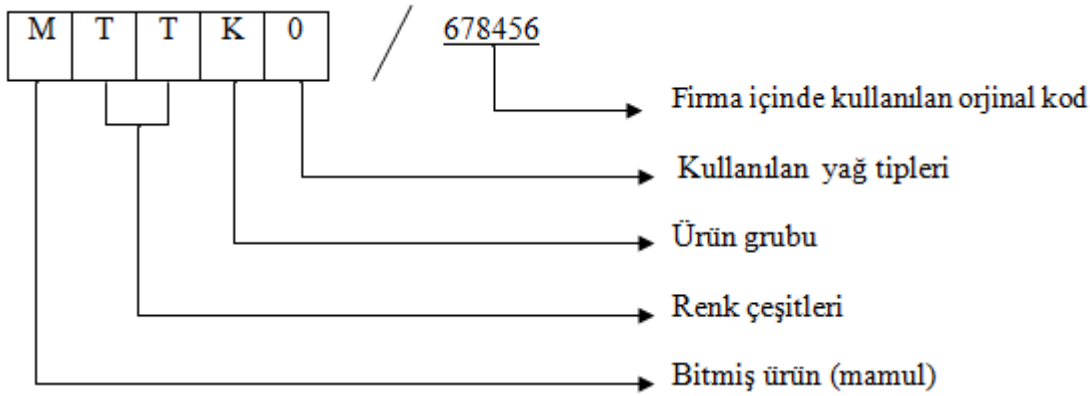 M T T K 0 / 678456
Firma içinde kullanılan orjinal kod
Kullanılan yağ tipleri
Ürün grubu
Renk çeşitleri
Bitmiş ürün (mamul)